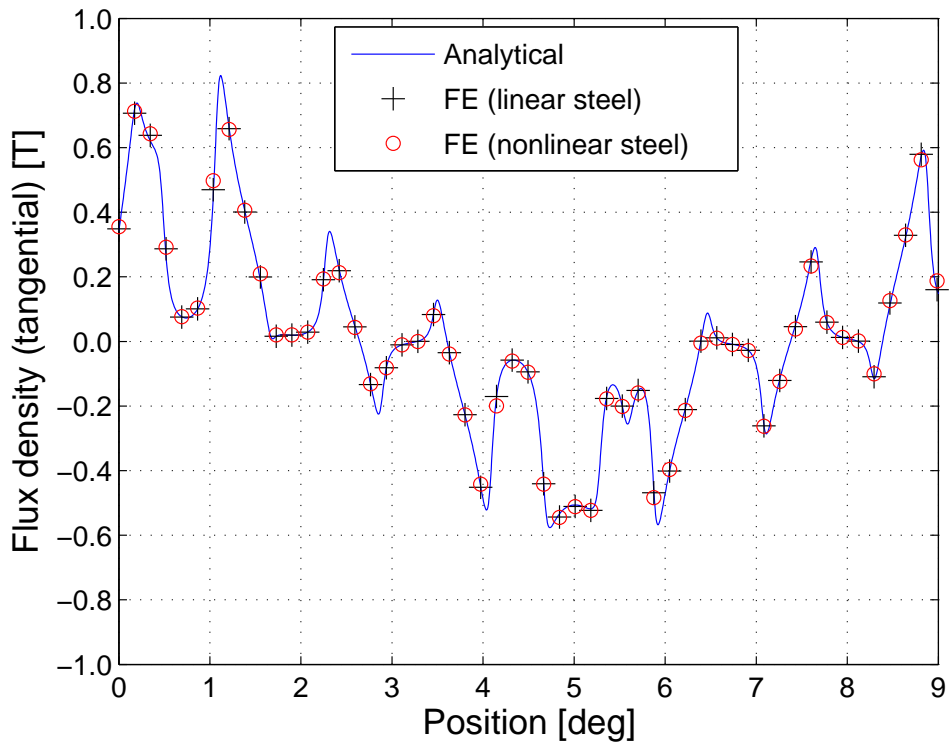 Flux density (tangential) [T]
1.0
0.8
0.6
0.4
0.2
0.0
−0.2
−0.4
−0.6
−0.8
−1.0
Analytical
FE (linear steel)
FE (nonlinear steel)
0 1 2 3 4 5 6 7 8 9
Position [deg]